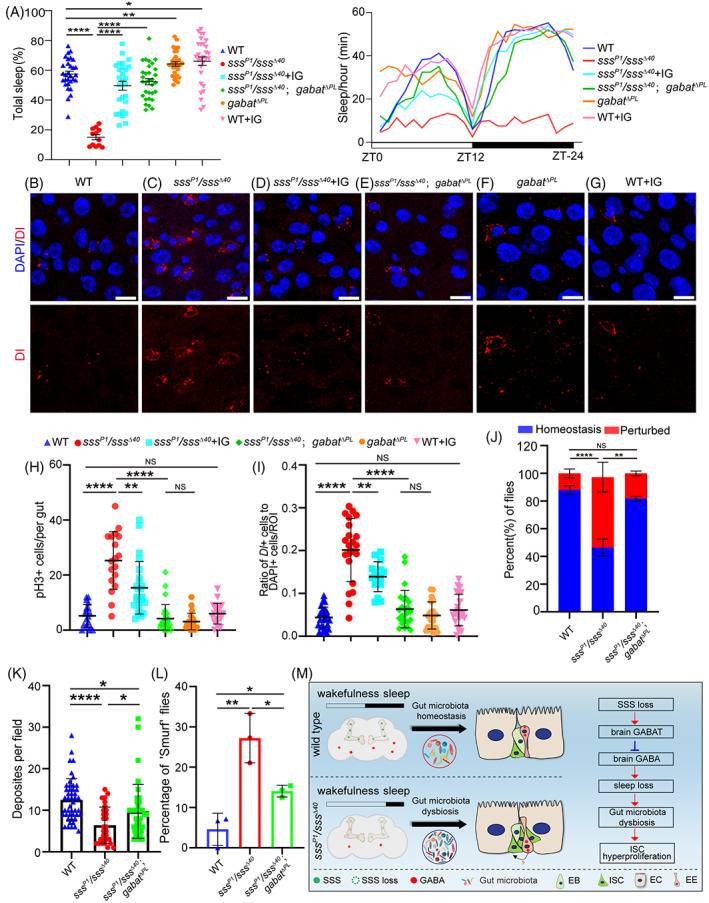 (A)
*
**
****
****
****
Total sleep (%)
100
80
60
40
20
0
WT
sss^P1/sss^Δ40
sss^P1/sss^Δ40+IG
sss^P1/sss^Δ40; gabat^ΔPL
gabat^ΔPL
WT+IG
Sleep/hour (min)
60
40
20
0
ZT0
ZT12
ZT-24
WT
sss^P1/sss^Δ40
sss^P1/sss^Δ40+IG
sss^P1/sss^Δ40; gabat^ΔPL
gabat^ΔPL
WT+IG
(B) WT
(C) sss^P1/sss^Δ40
(D) sss^P1/sss^Δ40+IG
(E) sss^P1/sss^Δ40; gabat^ΔPL
(F) gabat^ΔPL
(G) WT+IG
DAPI/Dl
Dl
WT sss^P1/sss^Δ40 sss^P1/sss^Δ40+IG sss^P1/sss^Δ40; gabat^ΔPL gabat^ΔPL WT+IG
(H)
NS
****
**** ** NS
pH3+ cells/per gut
60
40
20
0
(I)
NS
****
**** ** NS
Ratio of Dl+ cells to
DAPI+ cells/ROI
0.4
0.3
0.2
0.1
0.0
(J)
Homeostasis Perturbed
NS
**** **
Percent(%) of flies
120
100
80
60
40
20
0
WT
sss^P1/sss^Δ40
sss^P1/sss^Δ40;
gabat^ΔPL
(K)
*
**** *
Deposites per field
40
30
20
10
0
WT
sss^P1/sss^Δ40
sss^P1/sss^Δ40;
gabat^ΔPL
(L)
*
** *
Percentage of 'Smurf' flies
40
30
20
10
0
WT
sss^P1/sss^Δ40
sss^P1/sss^Δ40;
gabat^ΔPL
(M)
wild type
wakefulness sleep
Gut microbiota
homeostasis
sss^P1/sss^Δ40
wakefulness sleep
Gut microbiota
dysbiosis
SSS loss
brain GABAT
brain GABA
sleep loss
Gut microbiota
dysbiosis
ISC
hyperproliferation
SSS SSS loss GABA Gut microbiota EB ISC EC EE